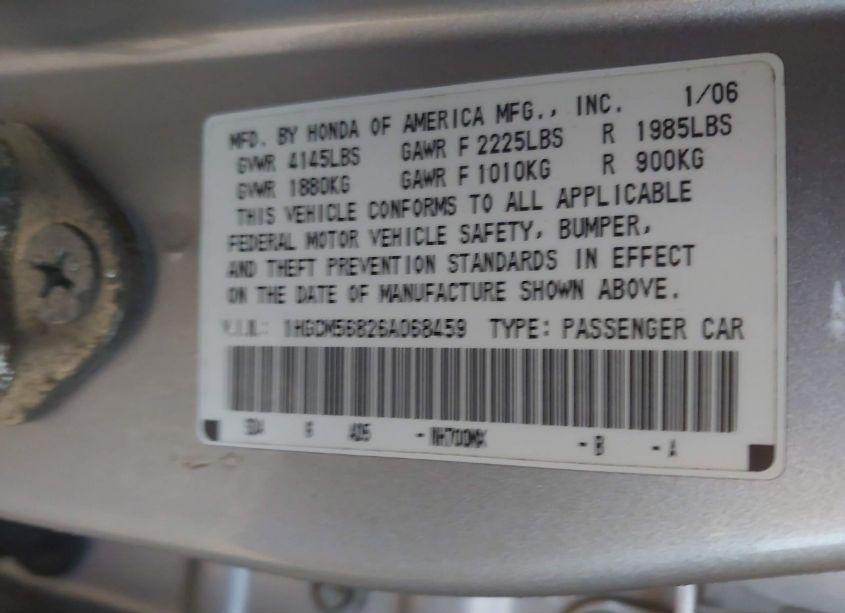 MFD. BY HONDA OF AMERICA MFG., INC. 1/06
GVWR 4145LBS GAWR F 2225LBS R 1985LBS
GVWR 1880KG GAWR F 1010KG R 900KG
THIS VEHICLE CONFORMS TO ALL APPLICABLE
FEDERAL MOTOR VEHICLE SAFETY, BUMPER,
AND THEFT PREVENTION STANDARDS IN EFFECT
ON THE DATE OF MANUFACTURE SHOWN ABOVE.
V.I.N.: 1HGCM56826A068459 TYPE: PASSENGER CAR
A05 - NH700MX - B - A